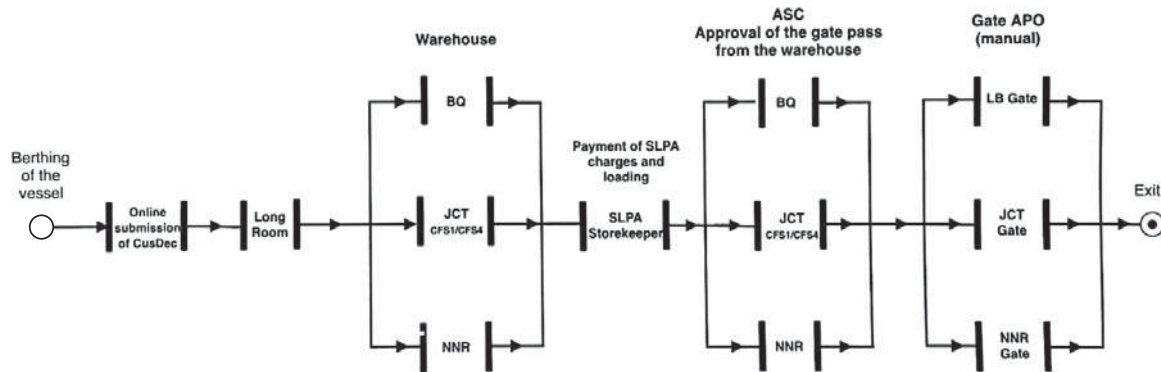 ASC
Approval of the gate pass
from the warehouse
Gate APO
(manual)
Warehouse
BQ
BQ
LB Gate
Berthing
of the
vessel
Payment of SLPA
charges and
loading
Online
submission
of CusDec
Long
Room
JCT
CFS1/CFS4
SLPA
Storekeeper
JCT
CFS1/CFS4
JCT
Gate
Exit
NNR
NNR
NNR
Gate